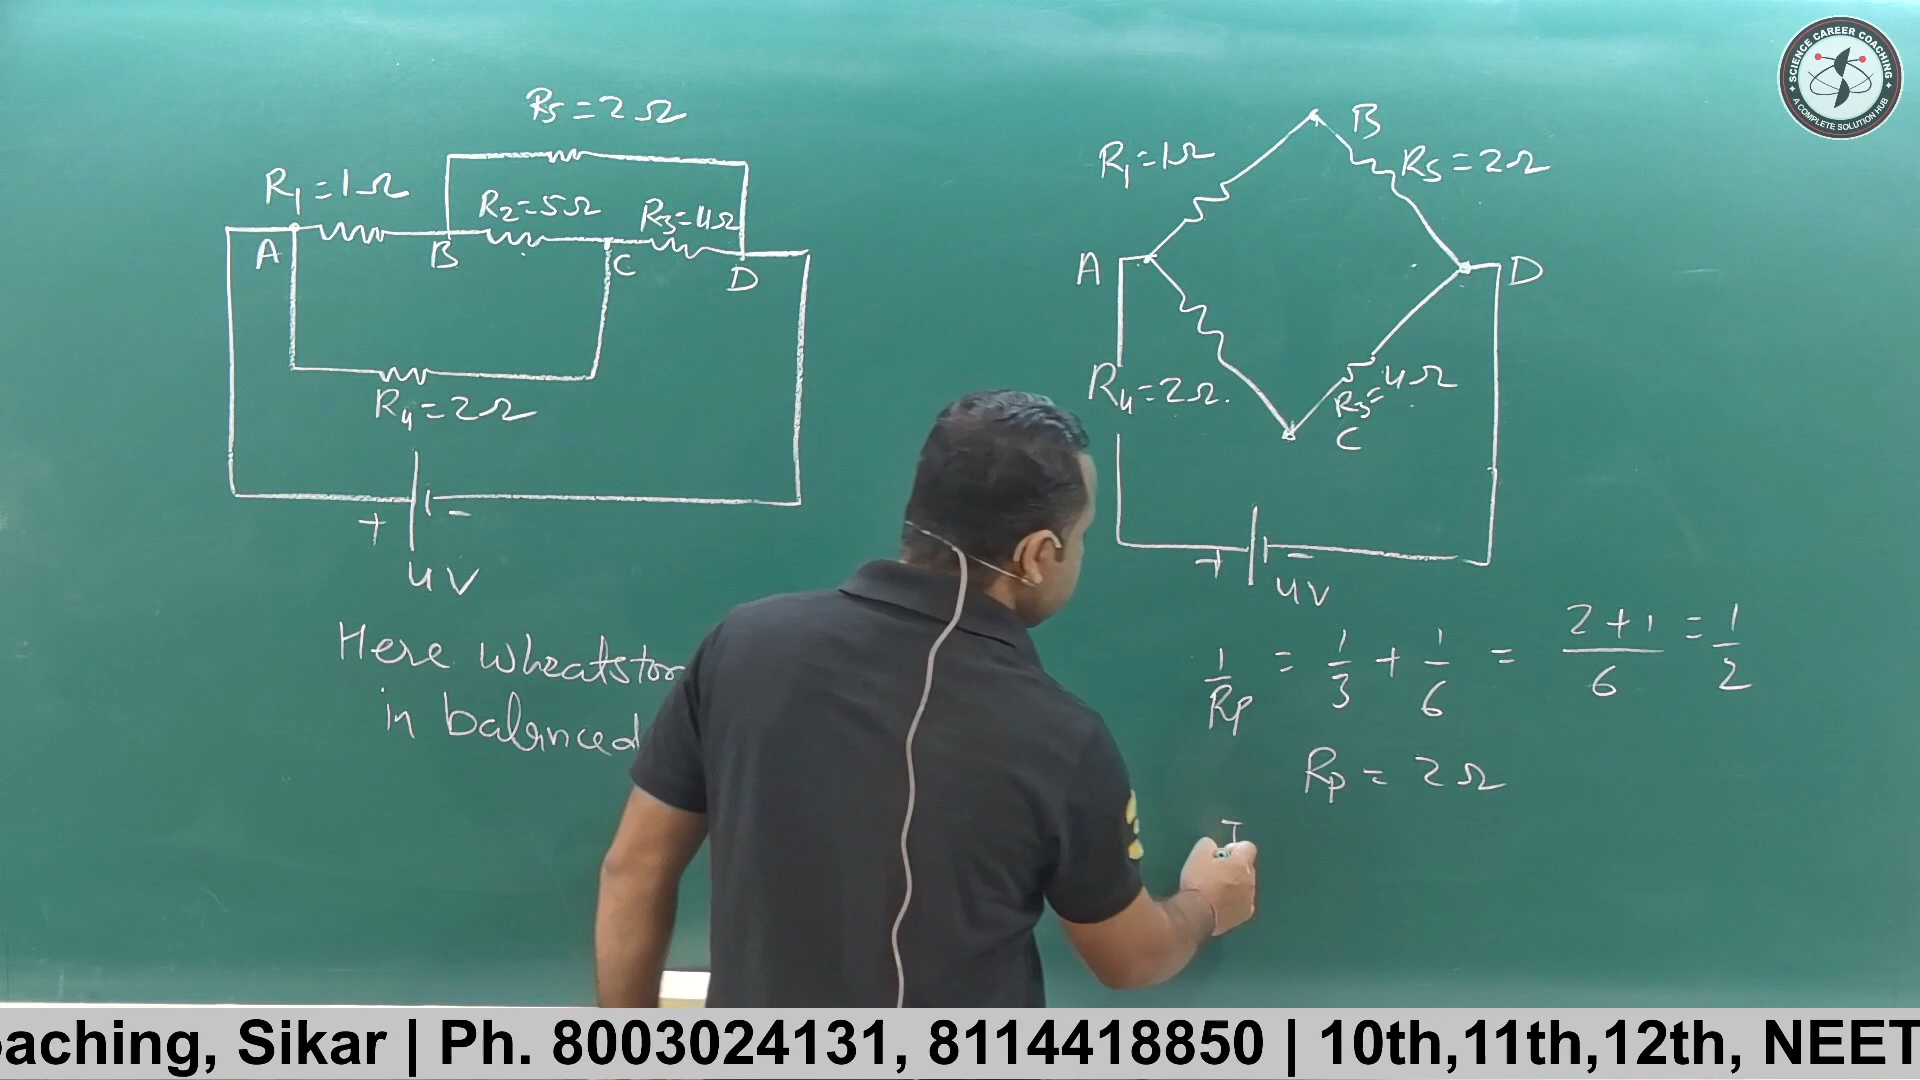 R5 = 2Ω
R1 = 1Ω
R2 = 5Ω
R3 = 4Ω
A
B
C
D
R4 = 2Ω
+
-
4V
Here wheatston
in balanced
B
R1 = 1Ω
R5 = 2Ω
A
D
R4 = 2Ω.
R3 = 4Ω
C
+
-
4V
1/Rp = 1/3 + 1/6 = (2+1)/6 = 1/2
Rp = 2Ω
I
SCIENCE CAREER COACHING
A COMPLETE SOLUTION HUB
oaching, Sikar | Ph. 8003024131, 8114418850 | 10th,11th,12th, NEET